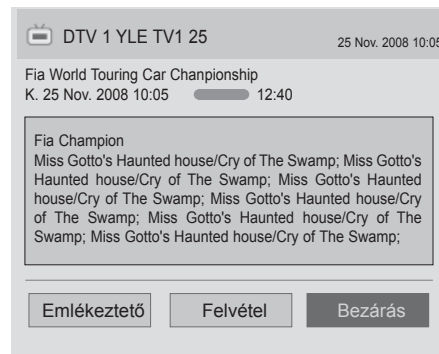 DTV 1 YLE TV1 25
25 Nov. 2008 10:05
Fia World Touring Car Chanpionship
K. 25 Nov. 2008 10:05 12:40
Fia Champion
Miss Gotto's Haunted house/Cry of The Swamp; Miss Gotto's
Haunted house/Cry of The Swamp; Miss Gotto's Haunted
house/Cry of The Swamp; Miss Gotto's Haunted house/Cry
of The Swamp; Miss Gotto's Haunted house/Cry of The
Swamp; Miss Gotto's Haunted house/Cry of The Swamp;
Emlékeztető
Felvétel
Bezárás